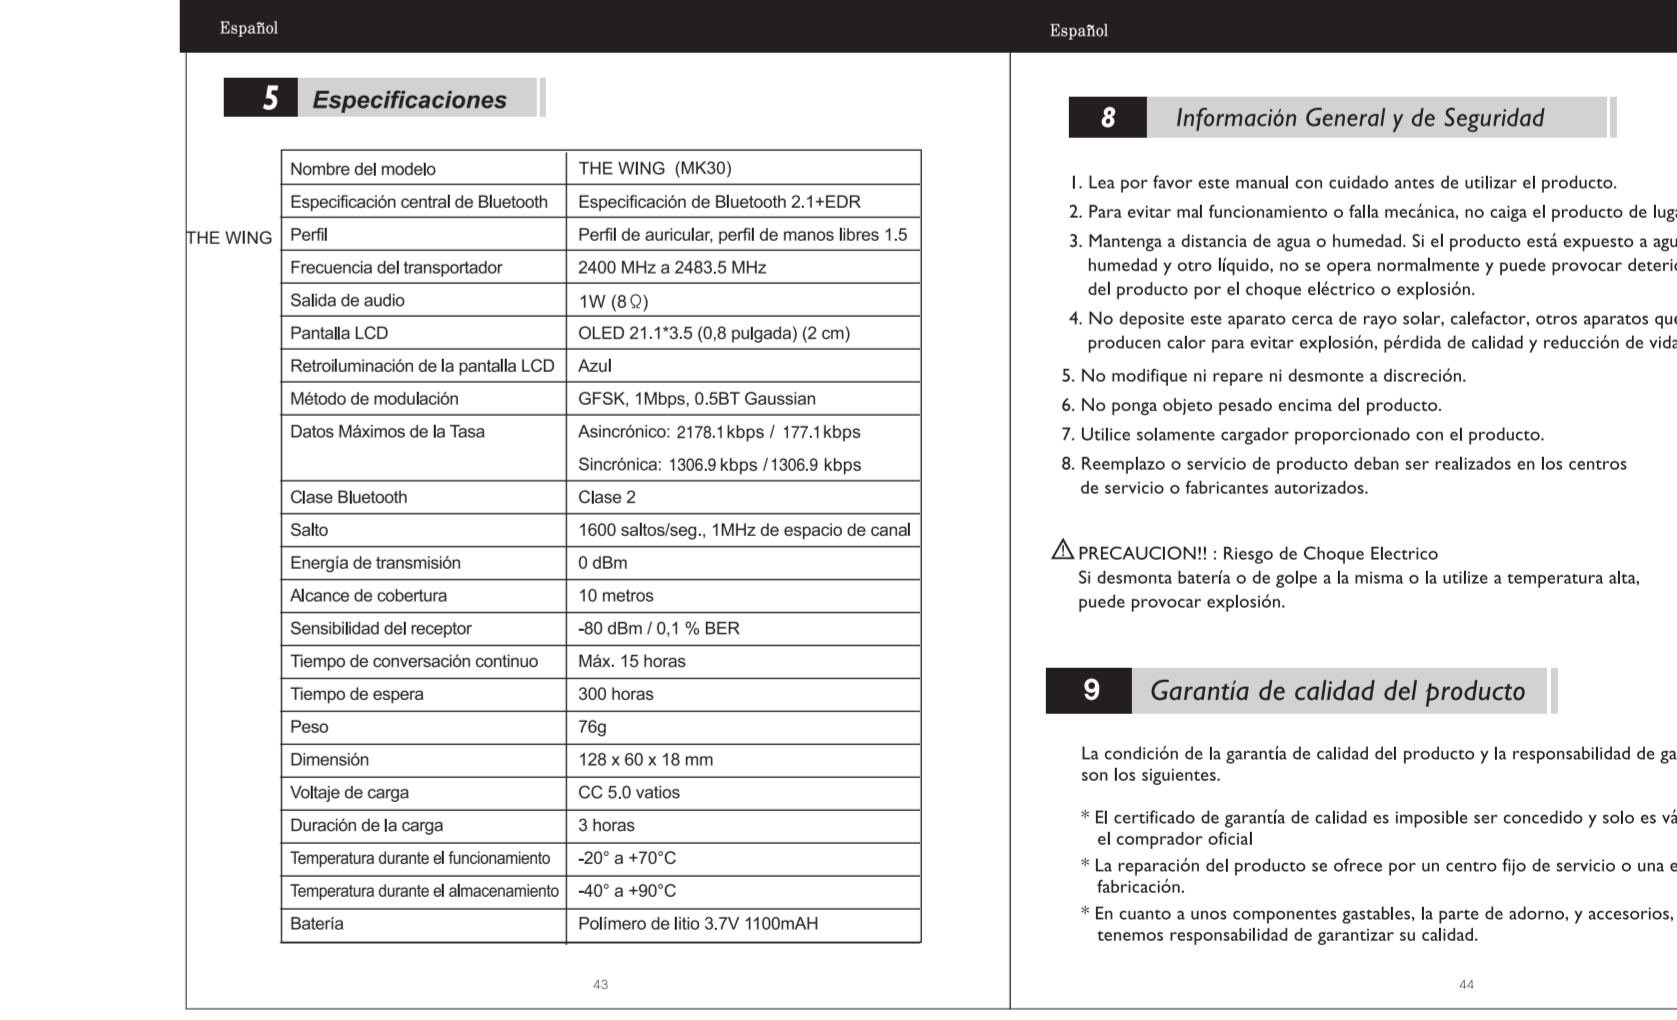 Español
5 Especificaciones
THE WING
Nombre del modelo THE WING (MK30)
Especificación central de Bluetooth Especificación de Bluetooth 2.1+EDR
Perfil Perfil de auricular, perfil de manos libres 1.5
Frecuencia del transportador 2400 MHz a 2483.5 MHz
Salida de audio 1W (8Ω)
Pantalla LCD OLED 21.1*3.5 (0,8 pulgada) (2 cm)
Retroiluminación de la pantalla LCD Azul
Método de modulación GFSK, 1Mbps, 0.5BT Gaussian
Datos Máximos de la Tasa Asincrónico: 2178.1kbps / 177.1kbps
Sincrónica: 1306.9 kbps / 1306.9 kbps
Clase Bluetooth Clase 2
Salto 1600 saltos/seg., 1MHz de espacio de canal
Energía de transmisión 0 dBm
Alcance de cobertura 10 metros
Sensibilidad del receptor -80 dBm / 0,1 % BER
Tiempo de conversación continuo Máx. 15 horas
Tiempo de espera 300 horas
Peso 76g
Dimensión 128 x 60 x 18 mm
Voltaje de carga CC 5.0 vatios
Duración de la carga 3 horas
Temperatura durante el funcionamiento -20° a +70°C
Temperatura durante el almacenamiento -40° a +90°C
Batería Polímero de litio 3.7V 1100mAH
43
Español
8 Información General y de Seguridad
1. Lea por favor este manual con cuidado antes de utilizar el producto.
2. Para evitar mal funcionamiento o falla mecánica, no caiga el producto de
3. Mantenga a distancia de agua o humedad. Si el producto está expuesto a
humedad y otro líquido, no se opera normalmente y puede provocar
del producto por el choque eléctrico o explosión.
4. No deposite este aparato cerca de rayo solar, calefactor, otros aparatos que
producen calor para evitar explosión, pérdida de calidad y reducción de vida
5. No modifique ni repare ni desmonte a discreción.
6. No ponga objeto pesado encima del producto.
7. Utilice solamente cargador proporcionado con el producto.
8. Reemplazo o servicio de producto deban ser realizados en los centros
de servicio o fabricantes autorizados.
PRECAUCION!! : Riesgo de Choque Electrico
Si desmonta batería o de golpe a la misma o la utilize a temperatura alta,
puede provocar explosión.
9 Garantía de calidad del producto
La condición de la garantía de calidad del producto y la responsabilidad de
son los siguientes.
* El certificado de garantía de calidad es imposible ser concedido y solo es
el comprador oficial
* La reparación del producto se ofrece por un centro fijo de servicio o una
fabricación.
* En cuanto a unos componentes gastables, la parte de adorno, y accesorios,
tenemos responsabilidad de garantizar su calidad.
44